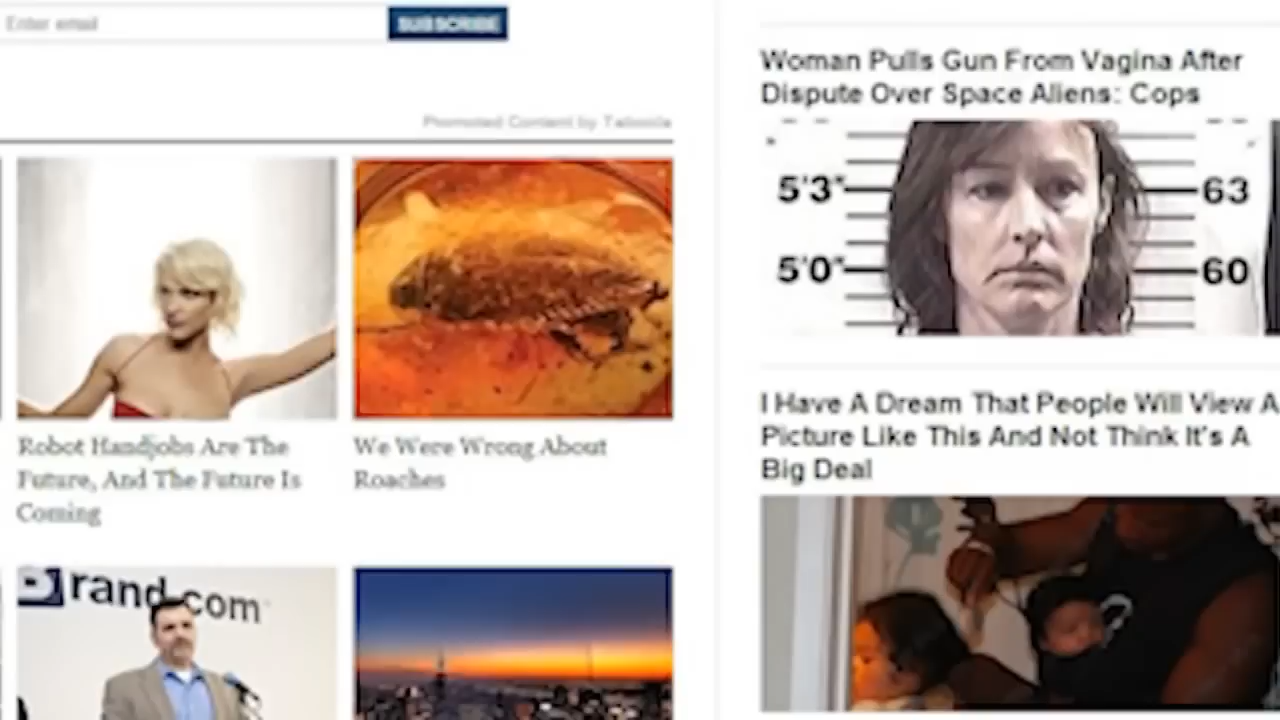 Enter email
SUBSCRIBE
Promoted Content by Taboola
Robot Handjobs Are The
Future, And The Future Is
Coming
We Were Wrong About
Roaches
rand.com
Woman Pulls Gun From Vagina After
Dispute Over Space Aliens: Cops
5'3" 63
5'0" 60
I Have A Dream That People Will View A
Picture Like This And Not Think It's A
Big Deal